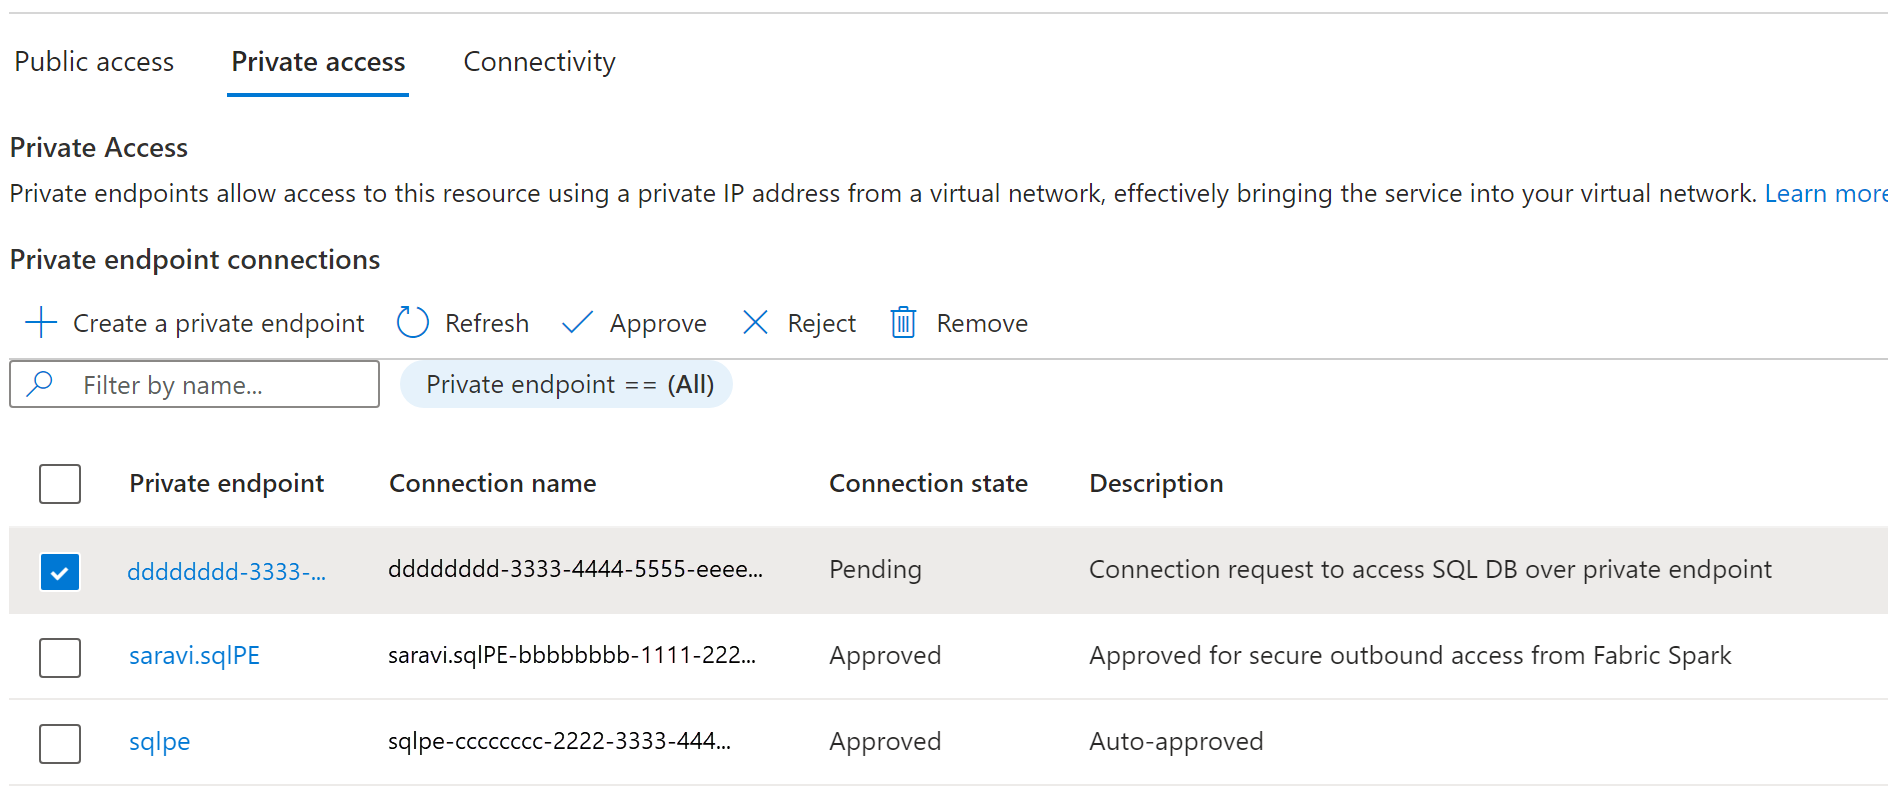 Public access Private access Connectivity
Private Access
Private endpoints allow access to this resource using a private IP address from a virtual network, effectively bringing the service into your virtual network. Learn more
Private endpoint connections
Create a private endpoint Refresh Approve Reject Remove
Filter by name... Private endpoint == (All)
Private endpoint Connection name Connection state Description
dddddddd-3333-... dddddddd-3333-4444-5555-eeee... Pending Connection request to access SQL DB over private endpoint
saravi.sqlPE saravi.sqlPE-bbbbbbbb-1111-222... Approved Approved for secure outbound access from Fabric Spark
sqlpe sqlpe-cccccccc-2222-3333-444... Approved Auto-approved